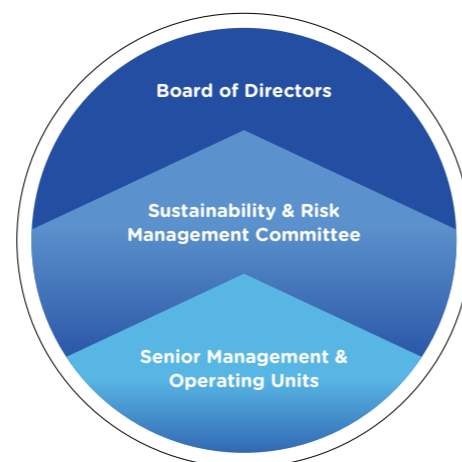 Board of Directors
Sustainability & Risk
Management Committee
Senior Management &
Operating Units